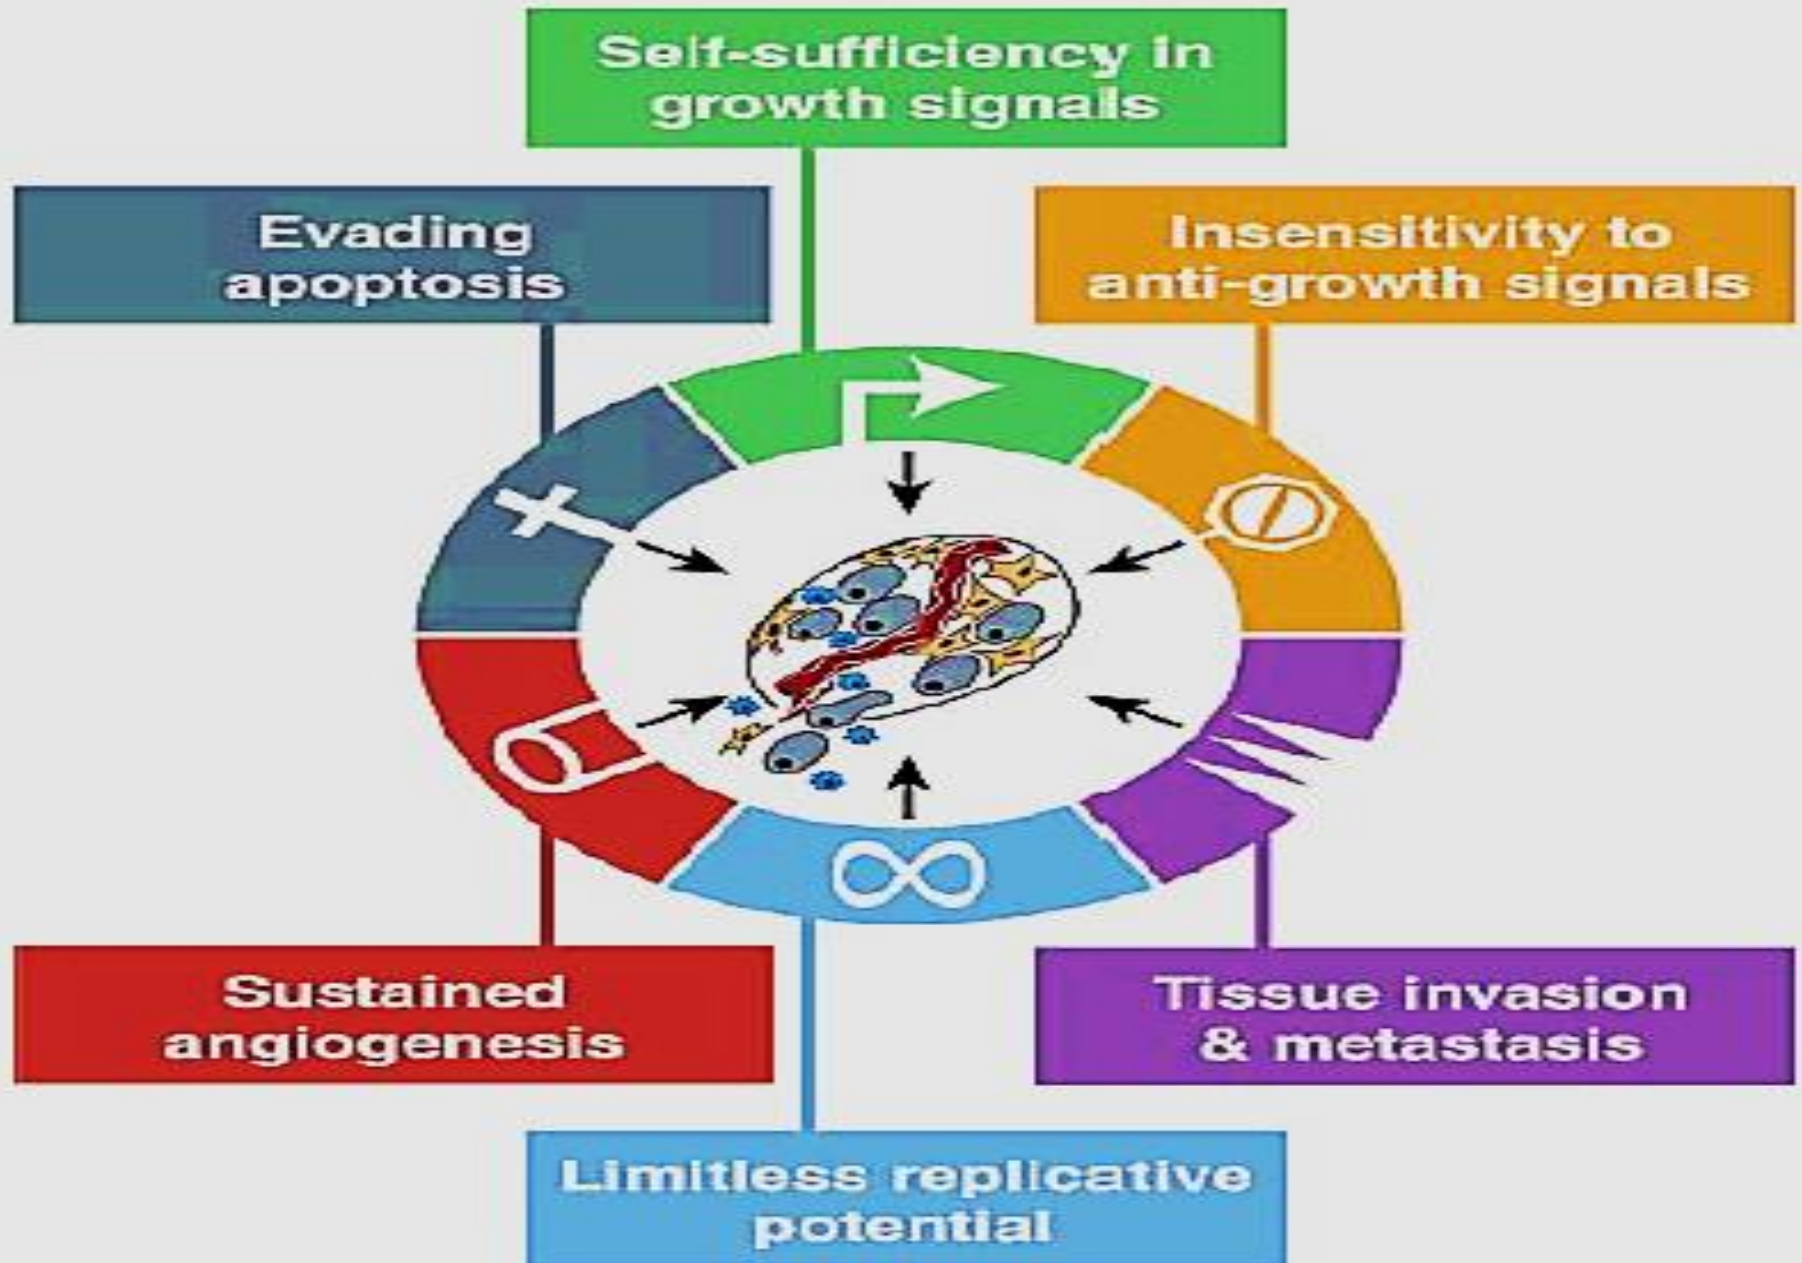 Self-sufficiency in
growth signals
Evading
apoptosis
Insensitivity to
anti-growth signals
Sustained
angiogenesis
Tissue invasion
& metastasis
Limitless replicative
potential